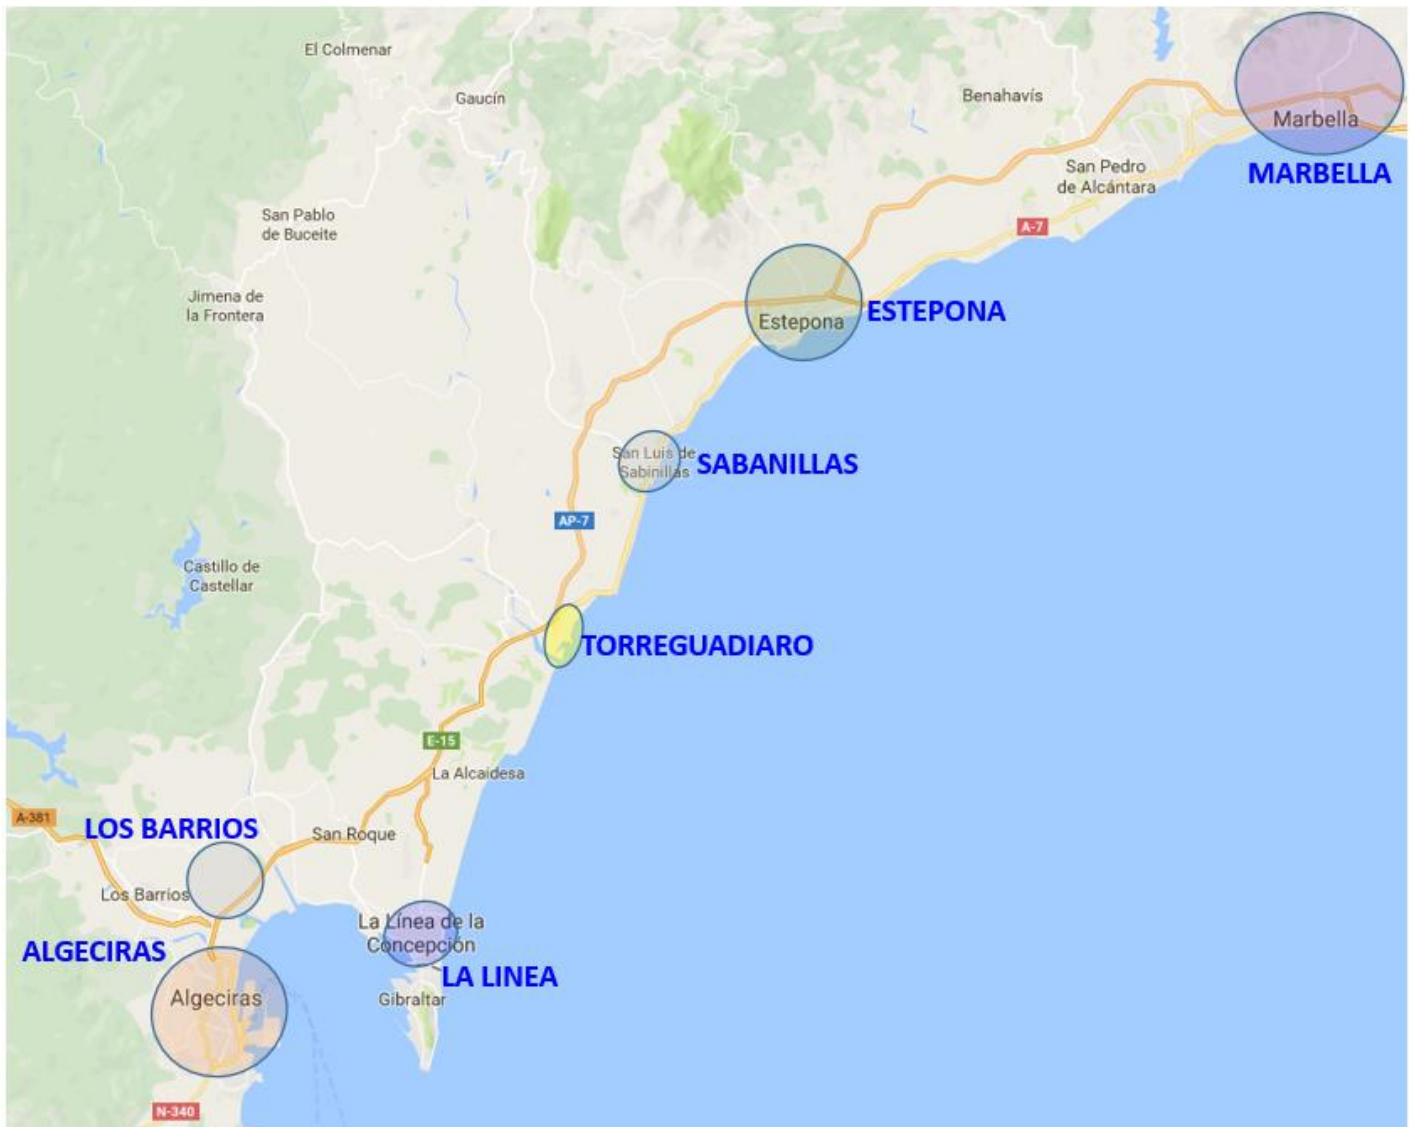 El Colmenar
Gaucín
Benahavís
Marbella
MARBELLA
San Pedro
de Alcántara
San Pablo
de Buceite
A-7
Jimena de
la Frontera
Estepona
ESTEPONA
San Luis de
Sabinillas
SABANILLAS
AP-7
Castillo de
Castellar
TORREGUADIARO
E-15
La Alcaidesa
A-381
LOS BARRIOS
San Roque
Los Barrios
La Línea de la
Concepción
ALGECIRAS
LA LINEA
Algeciras
Gibraltar
N-340